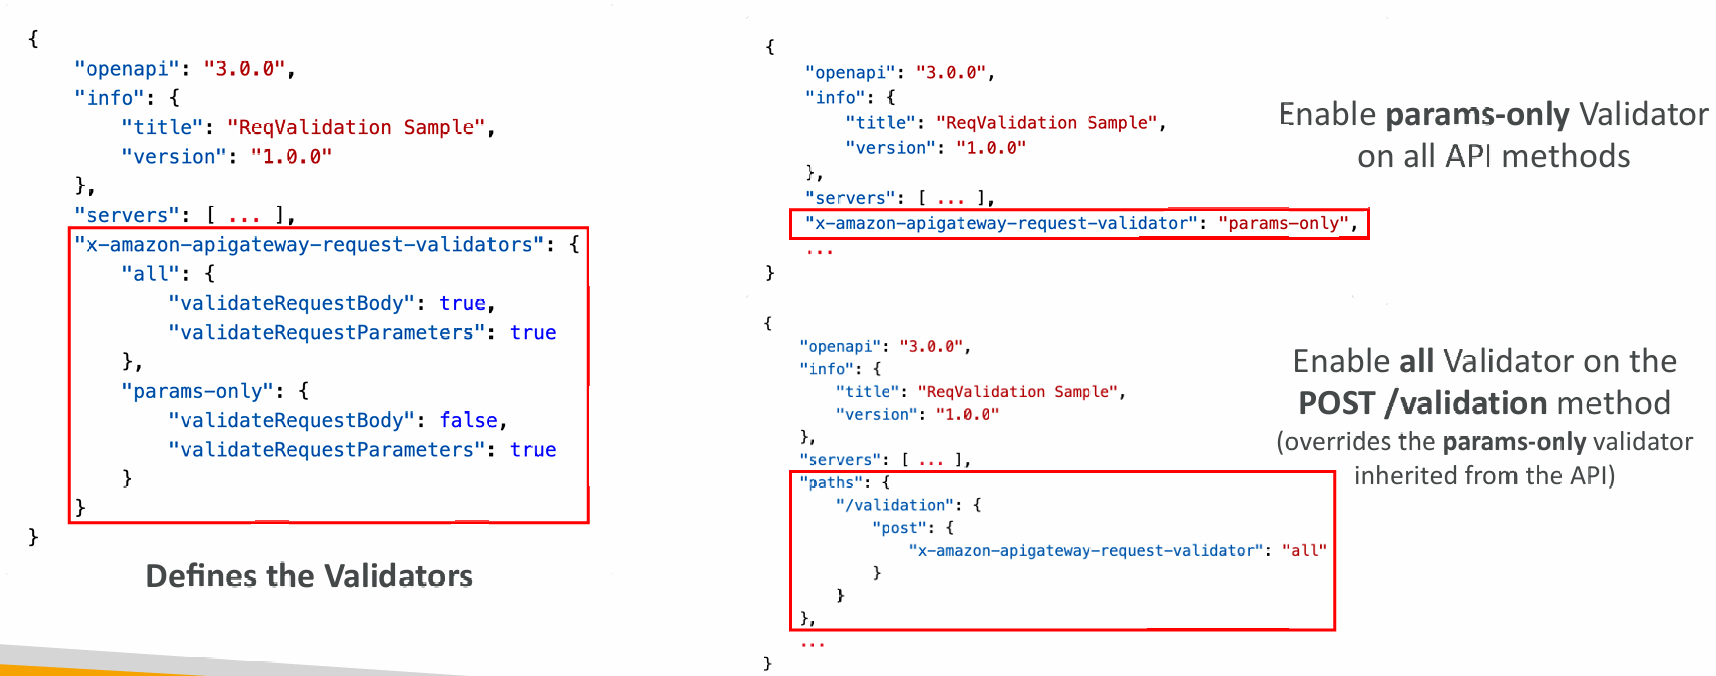 {
"openapi": "3.0.0",
"info": {
"title": "ReqValidation Sample",
"version": "1.0.0"
},
"servers": [ ... ],
"x-amazon-apigateway-request-validators": {
"all": {
"validateRequestBody": true,
"validateRequestParameters": true
},
"params-only": {
"validateRequestBody": false,
"validateRequestParameters": true
}
}
}
Defines the Validators
{
"openapi": "3.0.0",
"info": {
"title": "ReqValidation Sample",
"version": "1.0.0"
},
"servers": [ ... ],
"x-amazon-apigateway-request-validator": "params-only",
...
}
Enable params-only Validator
on all API methods
{
"openapi": "3.0.0",
"info": {
"title": "ReqValidation Sample",
"version": "1.0.0"
},
"servers": [ ... ],
"paths": {
"/validation": {
"post": {
"x-amazon-apigateway-request-validator": "all"
}
}
},
...
}
Enable all Validator on the
POST /validation method
(overrides the params-only validator
inherited from the API)